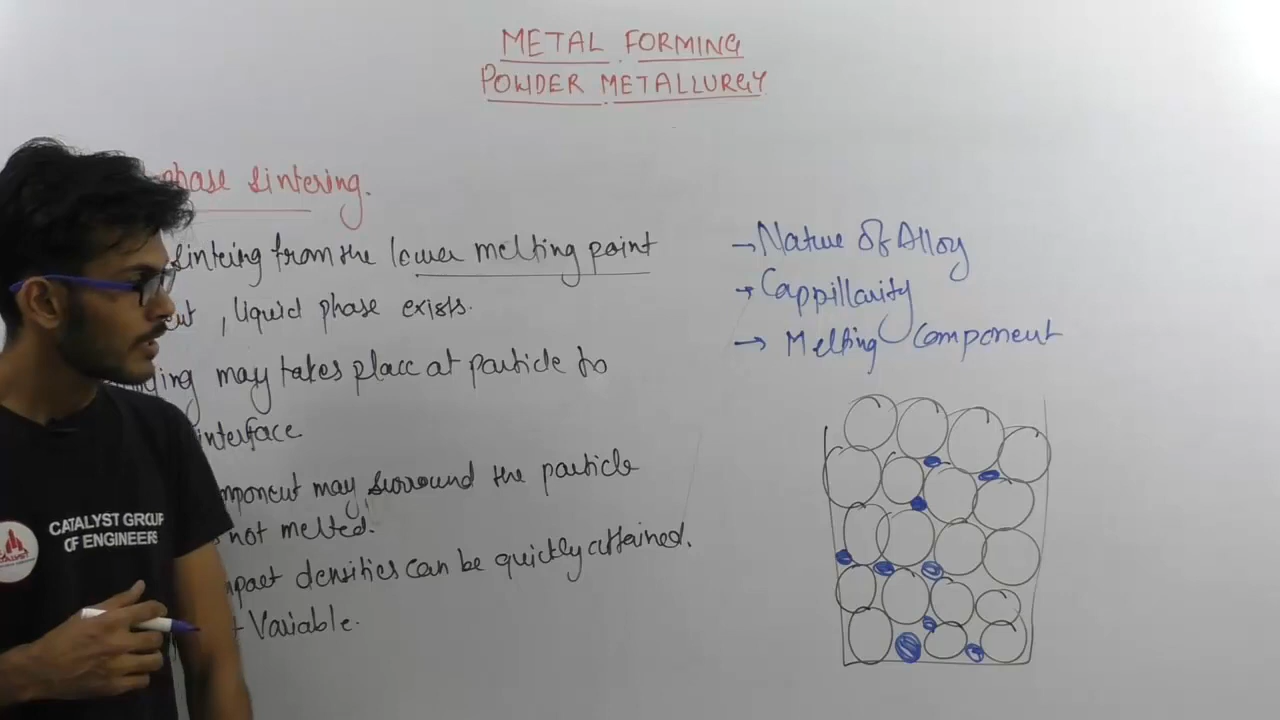 METAL FORMING
POWDER METALLURGY
phase sintering.
sinteing from the lower melting point
, liquid phase exists.
may takes place at particle to
interface
may surround the particle
not melted.
densities can be quickly attained.
Variable.
→ Nature of Alloy
→ Cappillarity
→ Melting component
CATALYST GROUP
OF ENGINEERS